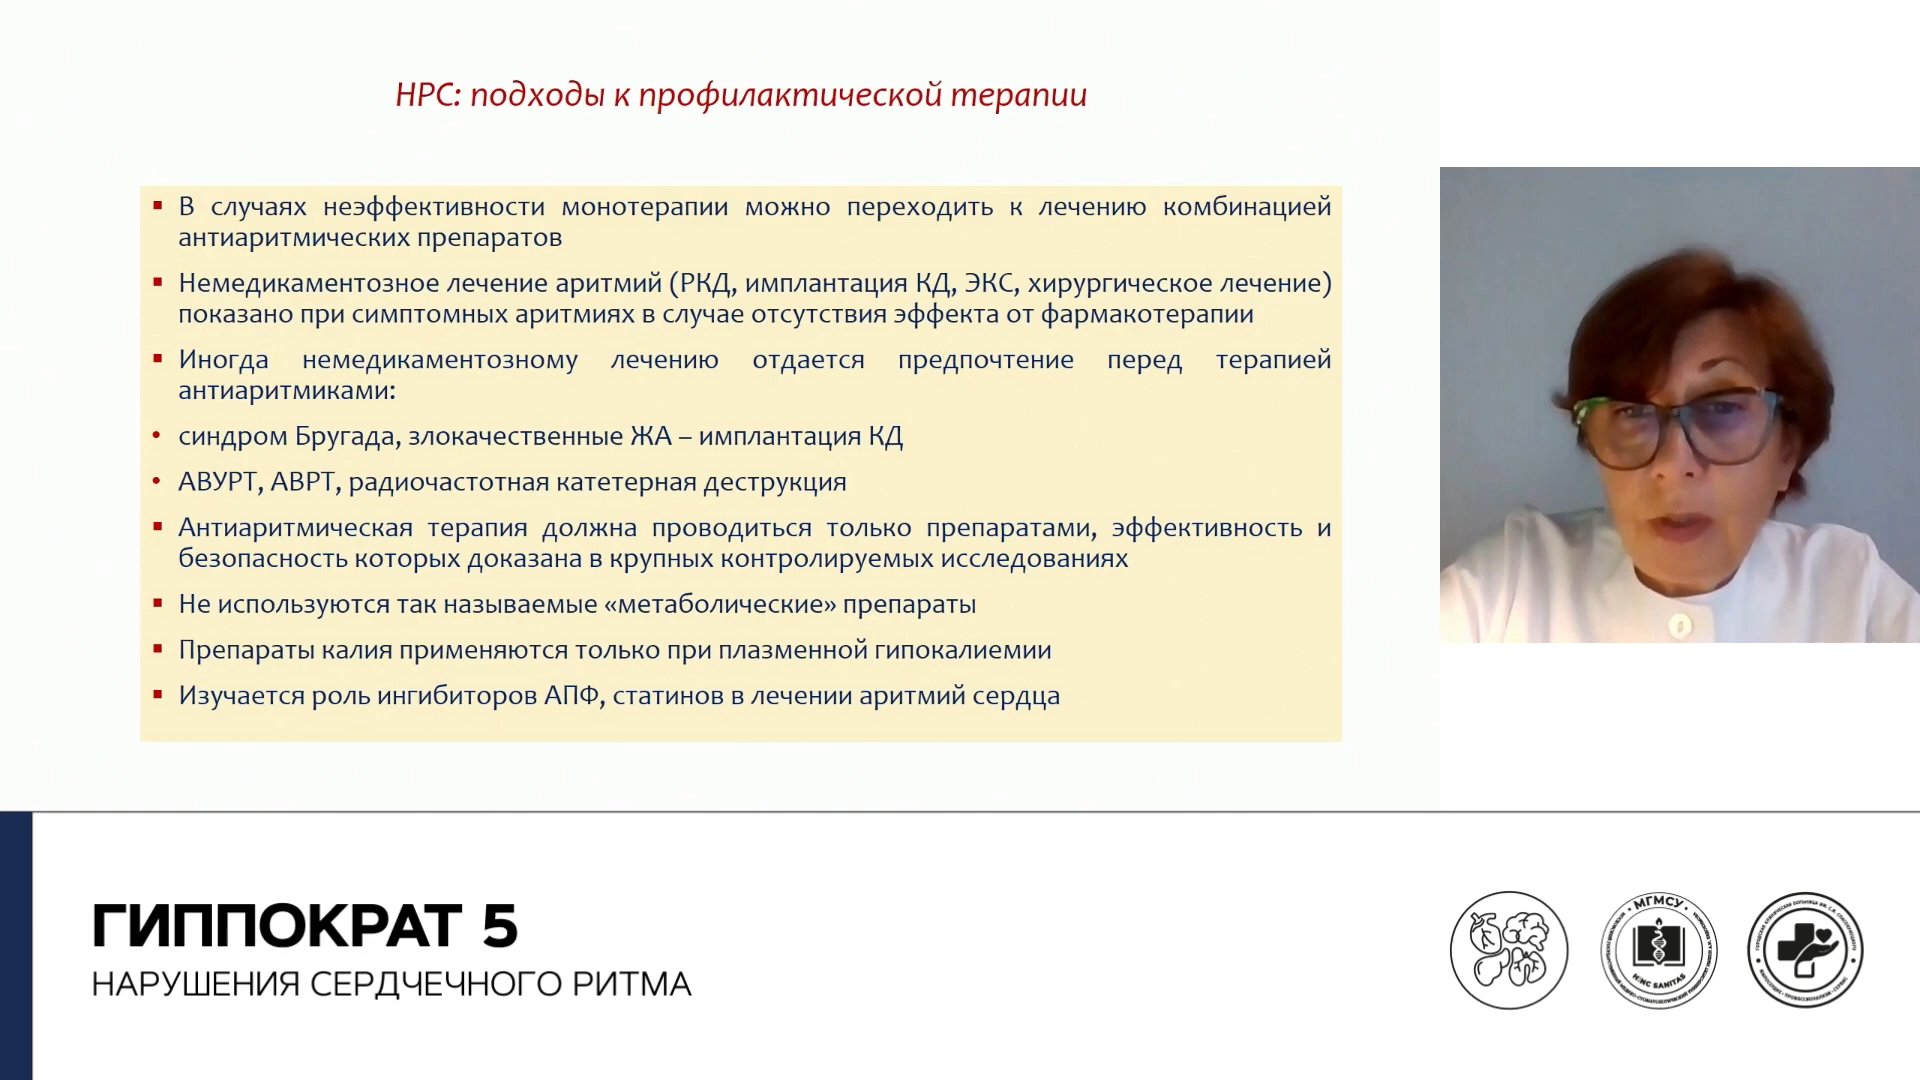 НРС: подходы к профилактической терапии
В случаях неэффективности монотерапии можно переходить к лечению комбинацией
антиаритмических препаратов
Немедикаментозное лечение аритмий (РКД, имплантация КД, ЭКС, хирургическое лечение)
показано при симптомных аритмиях в случае отсутствия эффекта от фармакотерапии
Иногда немедикаментозному лечению отдается предпочтение перед терапией
антиаритмиками:
синдром Бругада, злокачественные ЖА – имплантация КД
АВУРТ, АВРТ, радиочастотная катетерная деструкция
Антиаритмическая терапия должна проводиться только препаратами, эффективность и
безопасность которых доказана в крупных контролируемых исследованиях
Не используются так называемые «метаболические» препараты
Препараты калия применяются только при плазменной гипокалиемии
Изучается роль ингибиторов АПФ, статинов в лечении аритмий сердца
ГИППОКРАТ 5
НАРУШЕНИЯ СЕРДЧЕЧНОГО РИТМА
МГМСУ
SANITAS